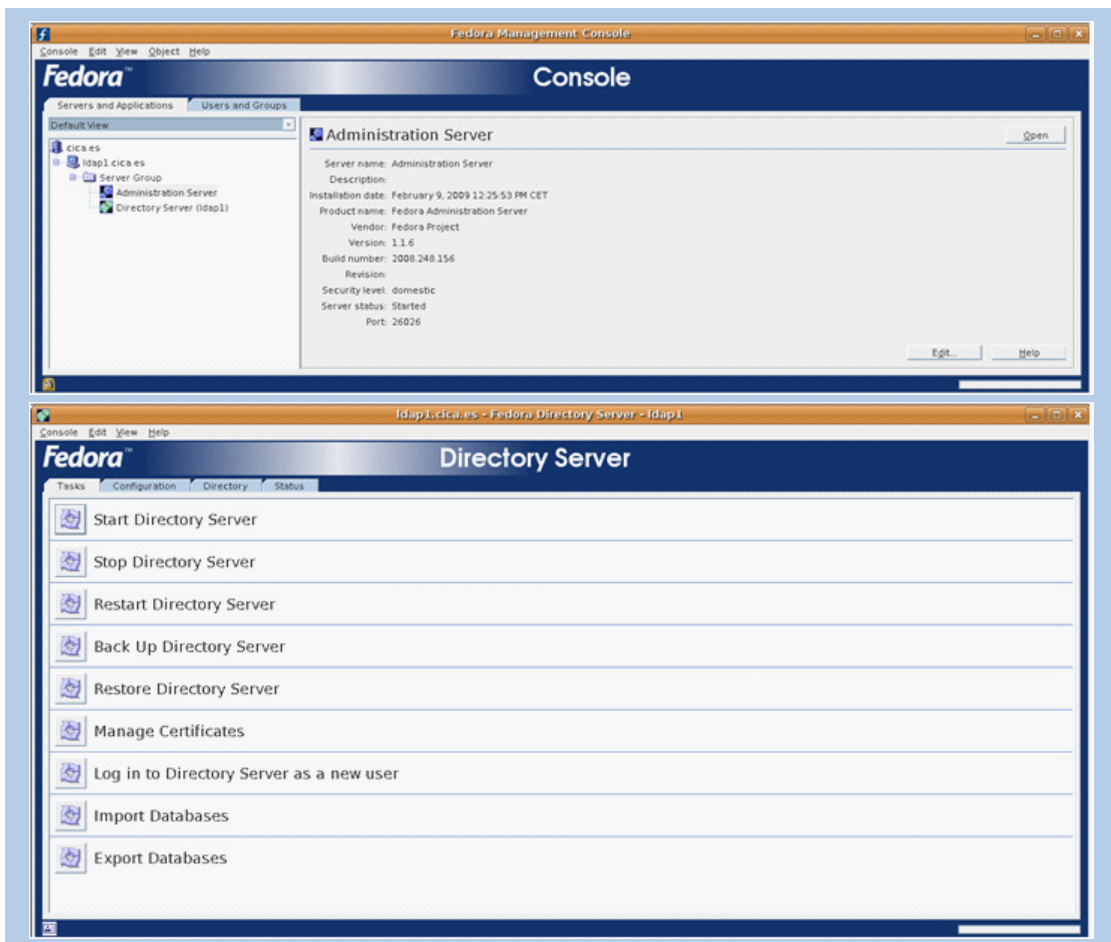 Fedora Management Console
Console Edit View Object Help
Fedora™ Console
Servers and Applications Users and Groups
Default View
cica.es
ldap1.cica.es
Server Group
Administration Server
Directory Server (ldap1)
Administration Server
Open
Server name: Administration Server
Description:
Installation date: February 9, 2009 12:25:53 PM CET
Product name: Fedora Administration Server
Vendor: Fedora Project
Version: 1.1.6
Build number: 2008.248.156
Revision:
Security level: domestic
Server status: Started
Port: 26026
Edit... Help
ldap1.cica.es - Fedora Directory Server - ldap1
Console Edit View Help
Fedora™ Directory Server
Tasks Configuration Directory Status
Start Directory Server
Stop Directory Server
Restart Directory Server
Back Up Directory Server
Restore Directory Server
Manage Certificates
Log in to Directory Server as a new user
Import Databases
Export Databases